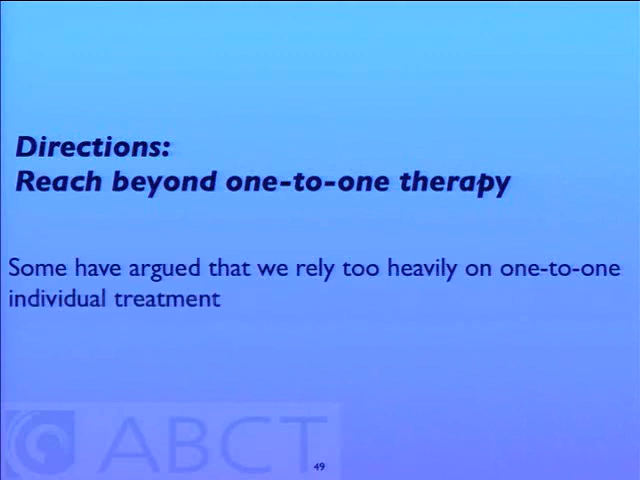 Directions:
Reach beyond one-to-one therapy
Some have argued that we rely too heavily on one-to-one
individual treatment
ABCT
49